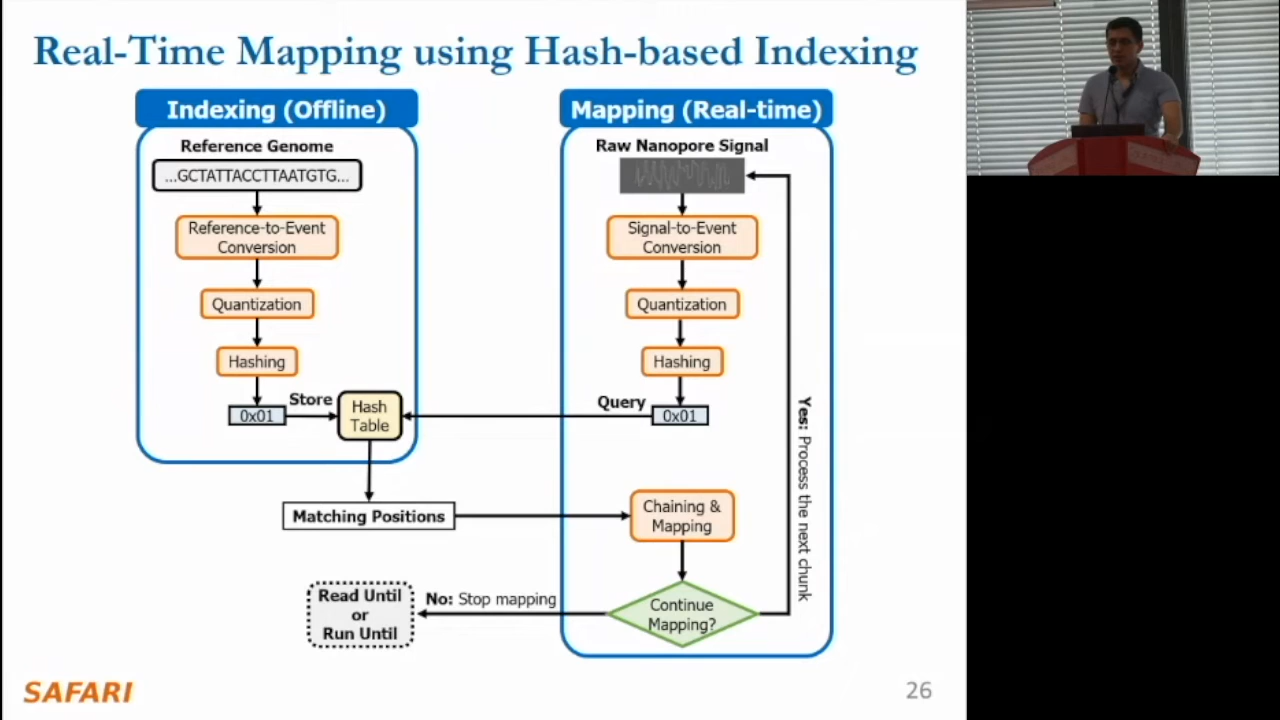 Real-Time Mapping using Hash-based Indexing
Indexing (Offline)
Reference Genome
...GCTATTACCTTAATGTG...
Reference-to-Event
Conversion
Quantization
Hashing
0x01
Store
Hash
Table
Mapping (Real-time)
Raw Nanopore Signal
Signal-to-Event
Conversion
Quantization
Hashing
Query
0x01
Matching Positions
Chaining &
Mapping
Continue
Mapping?
Yes: Process the next chunk
No: Stop mapping
Read Until
or
Run Until
SAFARI
26